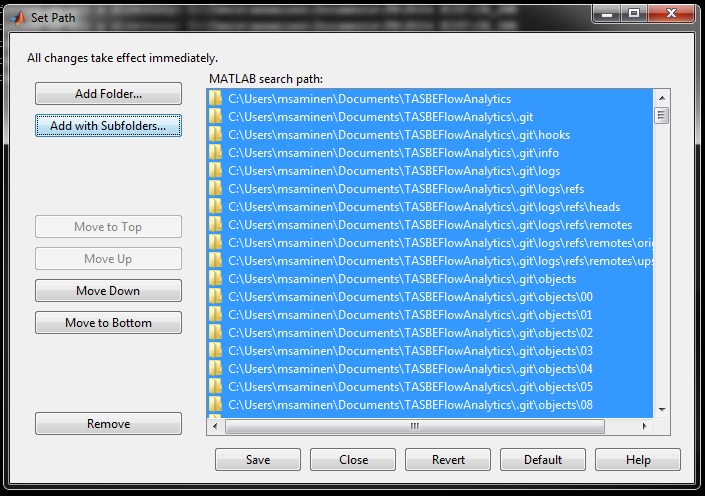 Set Path
All changes take effect immediately.
MATLAB search path:
Add Folder...
Add with Subfolders...
Move to Top
Move Up
Move Down
Move to Bottom
Remove
C:\Users\msaminen\Documents\TASBEFlowAnalytics
C:\Users\msaminen\Documents\TASBEFlowAnalytics\.git
C:\Users\msaminen\Documents\TASBEFlowAnalytics\.git\hooks
C:\Users\msaminen\Documents\TASBEFlowAnalytics\.git\info
C:\Users\msaminen\Documents\TASBEFlowAnalytics\.git\logs
C:\Users\msaminen\Documents\TASBEFlowAnalytics\.git\logs\refs
C:\Users\msaminen\Documents\TASBEFlowAnalytics\.git\logs\refs\heads
C:\Users\msaminen\Documents\TASBEFlowAnalytics\.git\logs\refs\remotes
C:\Users\msaminen\Documents\TASBEFlowAnalytics\.git\logs\refs\remotes\ori
C:\Users\msaminen\Documents\TASBEFlowAnalytics\.git\logs\refs\remotes\ups
C:\Users\msaminen\Documents\TASBEFlowAnalytics\.git\objects
C:\Users\msaminen\Documents\TASBEFlowAnalytics\.git\objects\00
C:\Users\msaminen\Documents\TASBEFlowAnalytics\.git\objects\01
C:\Users\msaminen\Documents\TASBEFlowAnalytics\.git\objects\02
C:\Users\msaminen\Documents\TASBEFlowAnalytics\.git\objects\03
C:\Users\msaminen\Documents\TASBEFlowAnalytics\.git\objects\04
C:\Users\msaminen\Documents\TASBEFlowAnalytics\.git\objects\05
C:\Users\msaminen\Documents\TASBEFlowAnalytics\.git\objects\08
Save
Close
Revert
Default
Help